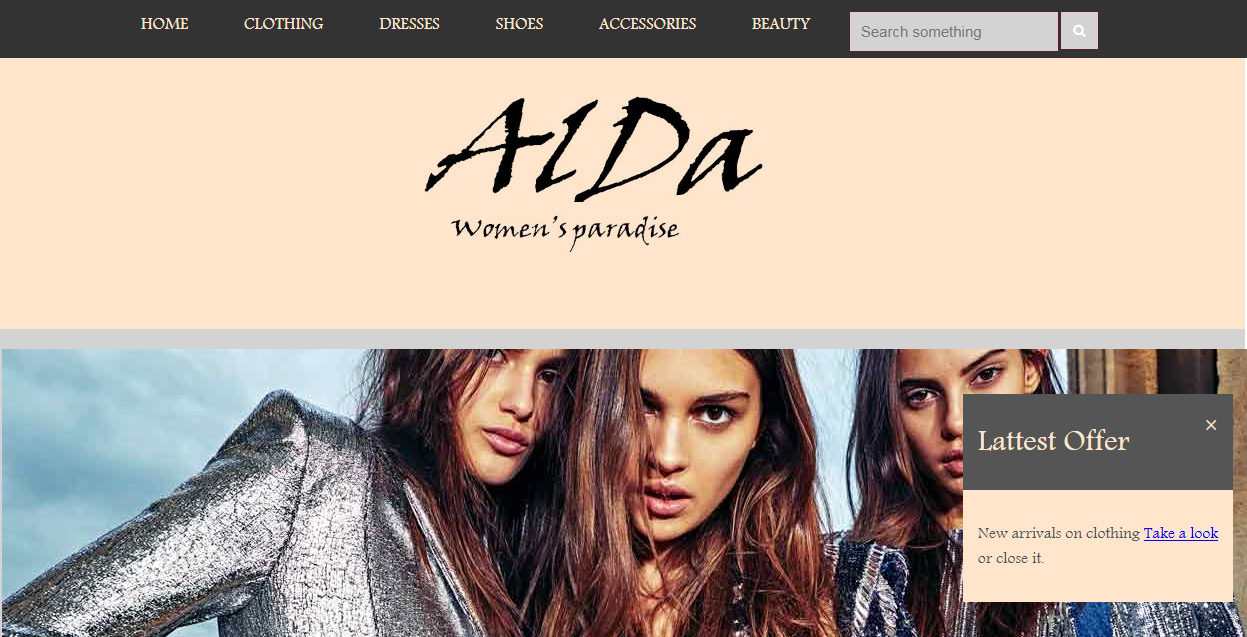 HOME CLOTHING DRESSES SHOES ACCESSORIES BEAUTY Search something
AlDa
Women's paradise
Lattest Offer ×
New arrivals on clothing Take a look
or close it.